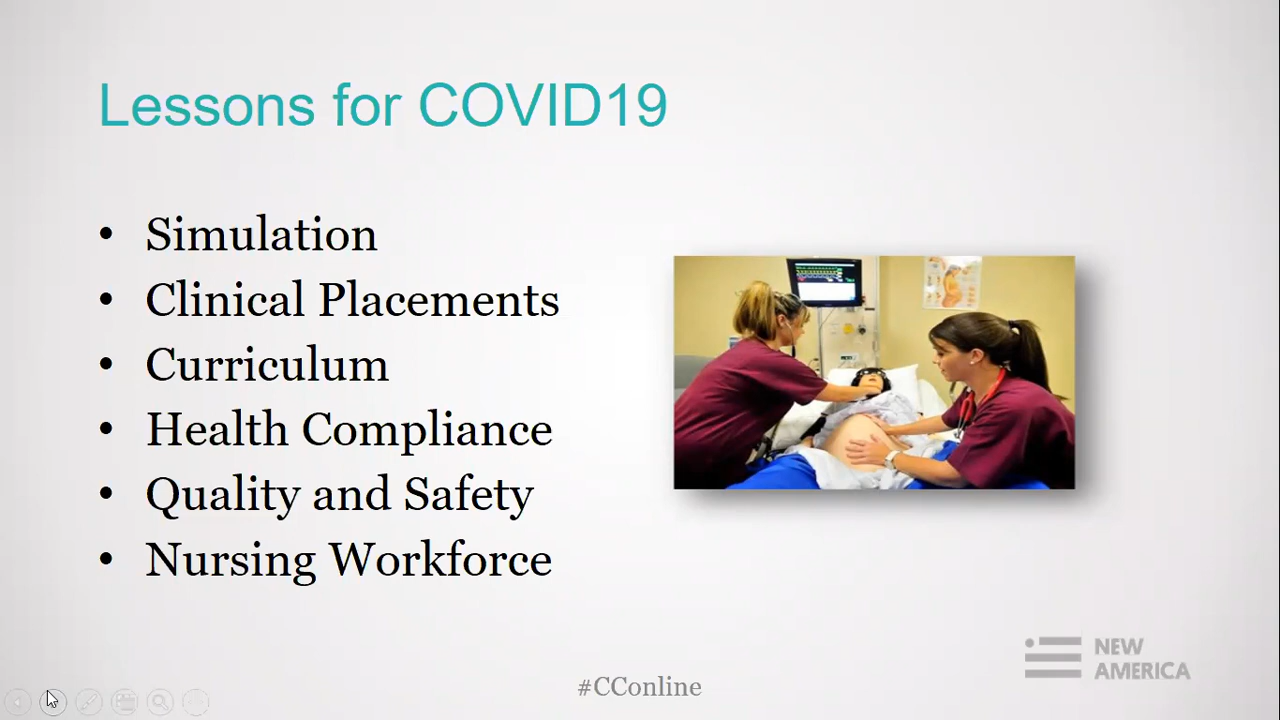 Lessons for COVID19
• Simulation
• Clinical Placements
• Curriculum
• Health Compliance
• Quality and Safety
• Nursing Workforce
#CConline
NEW
AMERICA